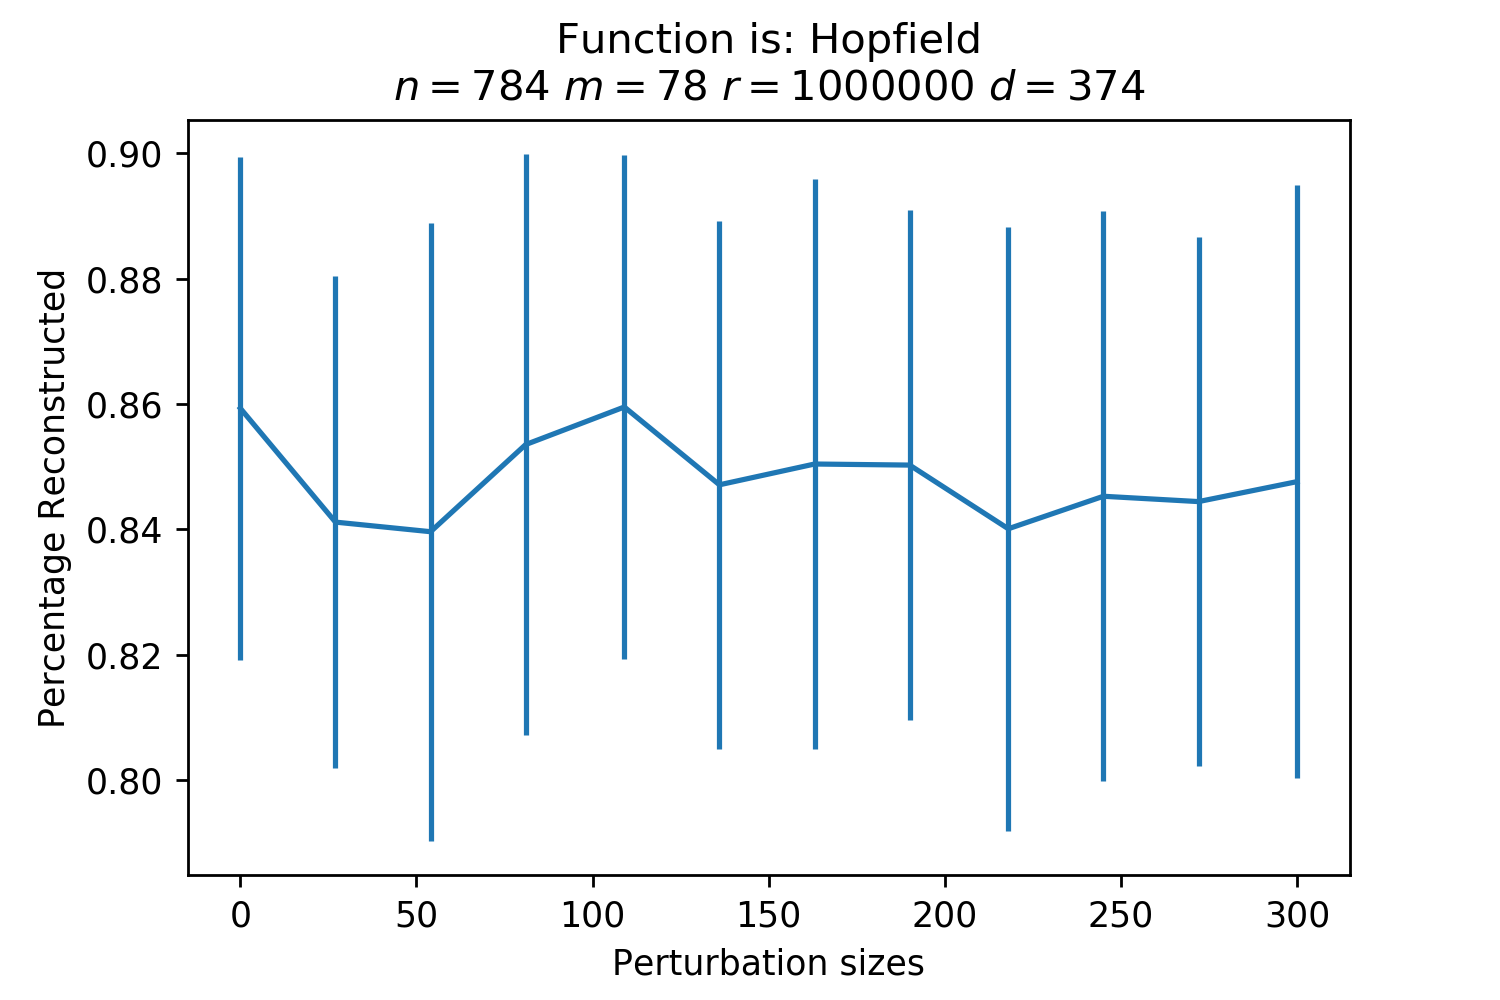 Function is: Hopfield
n = 784 m = 78 r = 1000000 d = 374
Percentage Reconstructed
0.90
0.88
0.86
0.84
0.82
0.80
0 50 100 150 200 250 300
Perturbation sizes